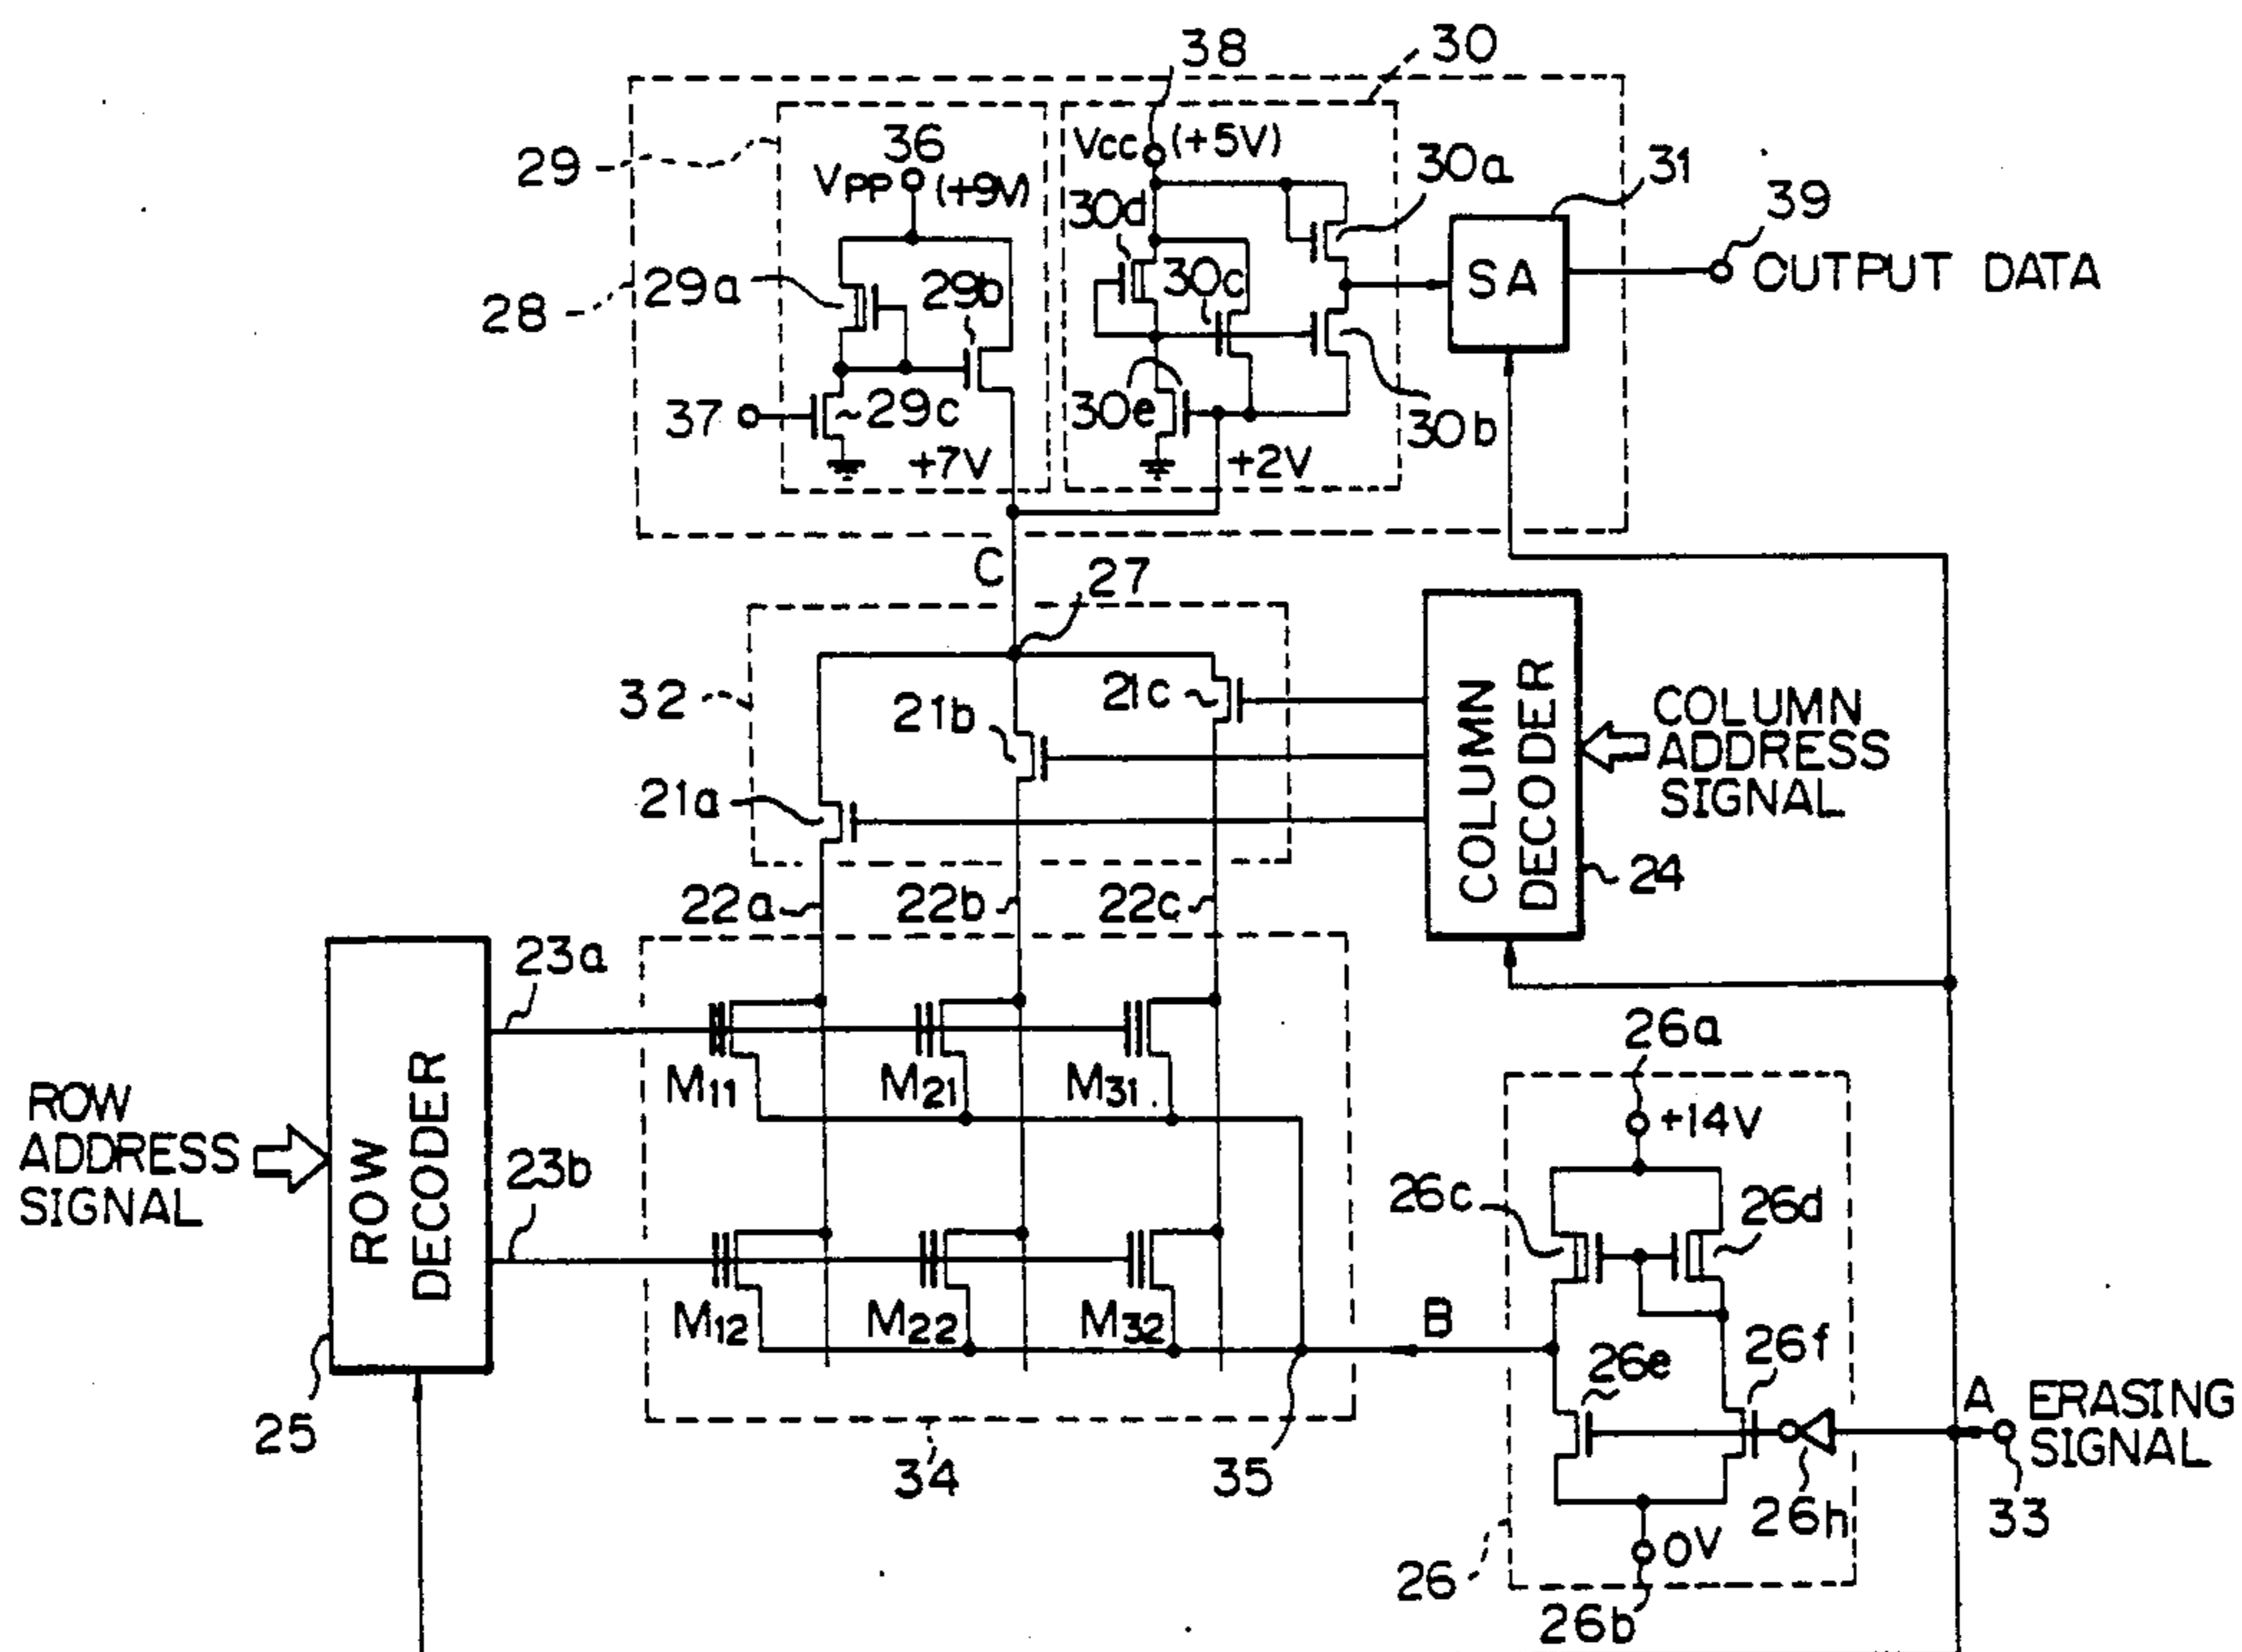 38
30
29
36
VPP (+9V)
Vcc (+5V)
30a
31
39
30d
28
29a
29b
30c
SA
OUTPUT DATA
37
29c
30e
30b
+7V
+2V
C
27
32
21b
21c
COLUMN
ADDRESS
SIGNAL
21a
COLUMN
DECODER
24
22a
22b
22c
23a
26a
ROW
ADDRESS
SIGNAL
ROW
DECODER
M11
M21
M31
+14V
23b
26c
26d
M12
M22
M32
B
26e
26f
A
ERASING
SIGNAL
25
34
35
26h
33
26
0V
26b